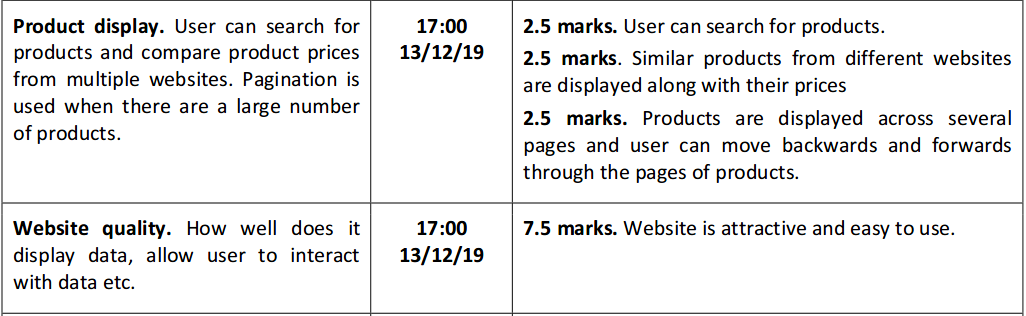 Product display. User can search for
products and compare product prices
from multiple websites. Pagination is
used when there are a large number
of products.
17:00
13/12/19
2.5 marks. User can search for products.
2.5 marks. Similar products from different websites
are displayed along with their prices
2.5 marks. Products are displayed across several
pages and user can move backwards and forwards
through the pages of products.
Website quality. How well does it
display data, allow user to interact
with data etc.
17:00
13/12/19
7.5 marks. Website is attractive and easy to use.